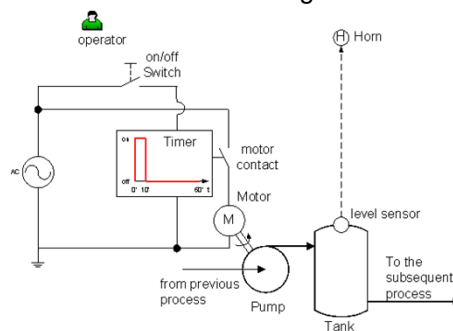 operator
H Horn
on/off
Switch
Timer
on
off
0' 10' 60' t
motor
contact
AC
Motor
M
level sensor
To the
subsequent
process
from previous
process
Pump
Tank